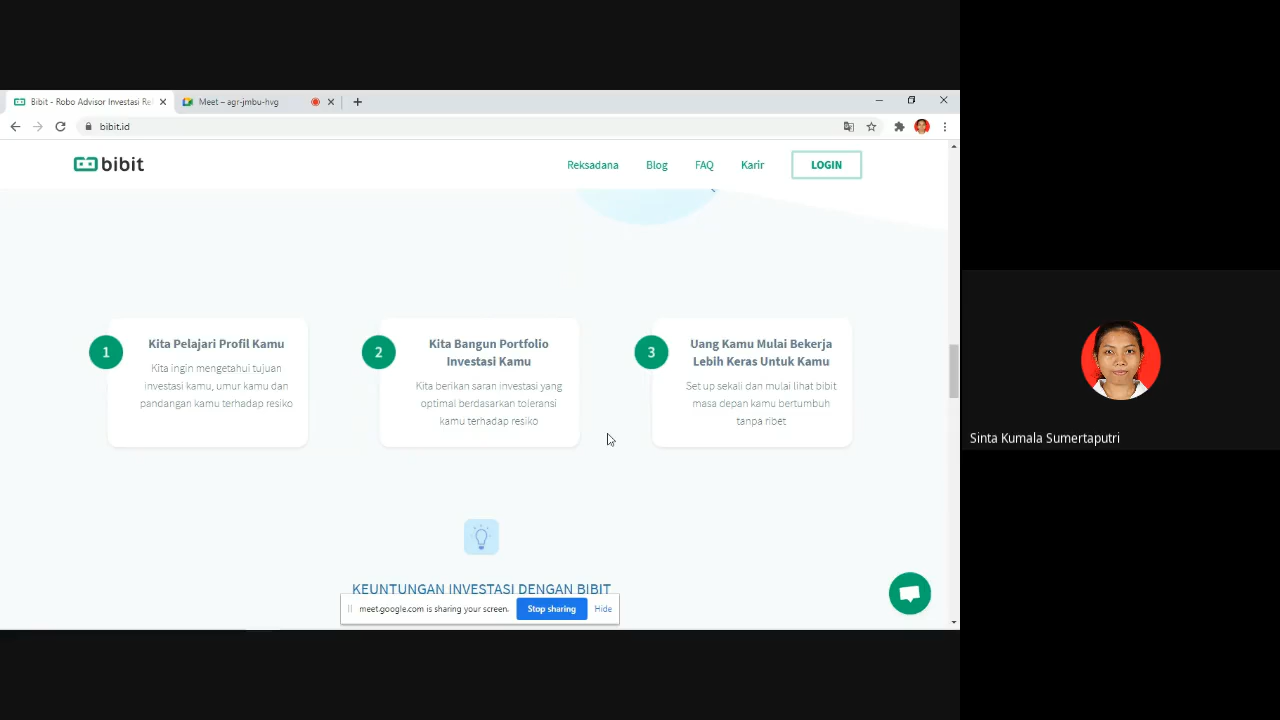 Bibit - Robo Advisor Investasi Re
Meet – agr-jmbu-hvg
bibit.id
bibit
Reksadana
Blog
FAQ
Karir
LOGIN
1
Kita Pelajari Profil Kamu
Kita ingin mengetahui tujuan
investasi kamu, umur kamu dan
pandangan kamu terhadap resiko
2
Kita Bangun Portfolio
Investasi Kamu
Kita berikan saran investasi yang
optimal berdasarkan toleransi
kamu terhadap resiko
3
Uang Kamu Mulai Bekerja
Lebih Keras Untuk Kamu
Set up sekali dan mulai lihat bibit
masa depan kamu bertumbuh
tanpa ribet
Sinta Kumala Sumertaputri
KEUNTUNGAN INVESTASI DENGAN BIBIT
meet.google.com is sharing your screen.
Stop sharing
Hide